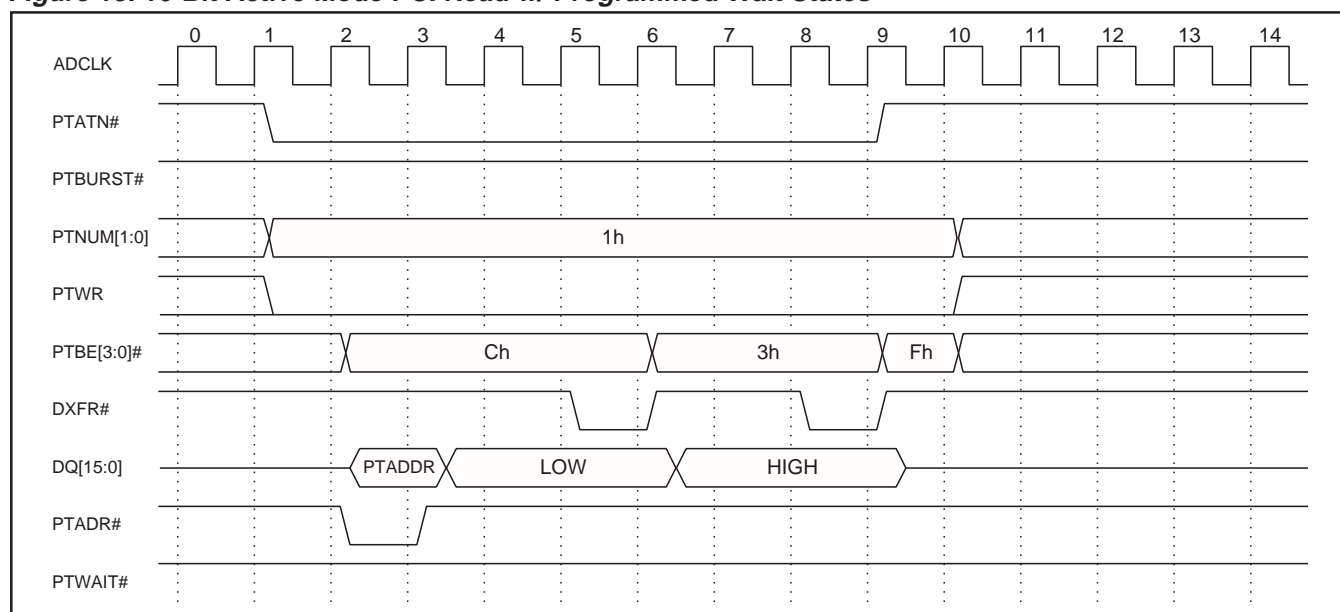 0 1 2 3 4 5 6 7 8 9 10 11 12 13 14
ADCLK
PTATN#
PTBURST#
PTNUM[1:0] 1h
PTWR
PTBE[3:0]# Ch 3h Fh
DXFR#
DQ[15:0] PTADDR LOW HIGH
PTADR#
PTWAIT#